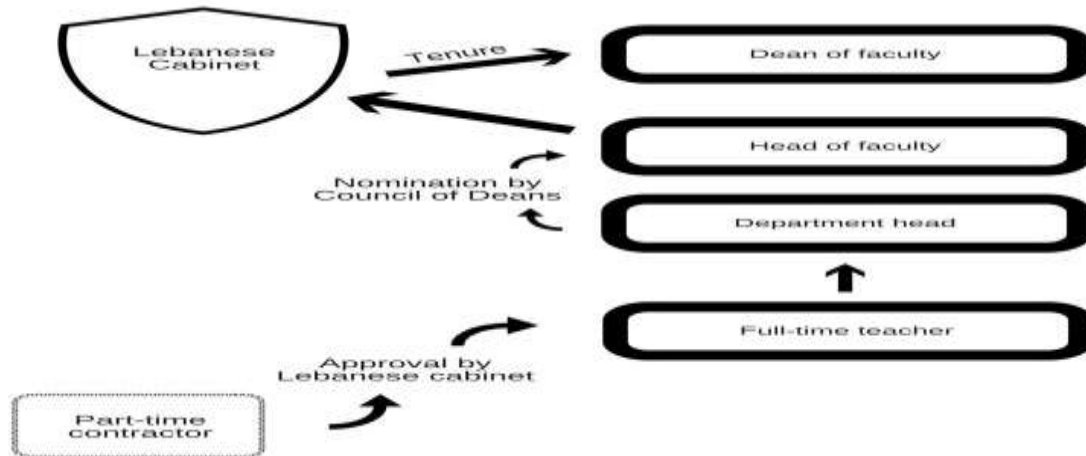 Lebanese
Cabinet
Tenure
Dean of faculty
Head of faculty
Nomination by
Council of Deans
Department head
Full-time teacher
Approval by
Lebanese cabinet
Part-time
contractor